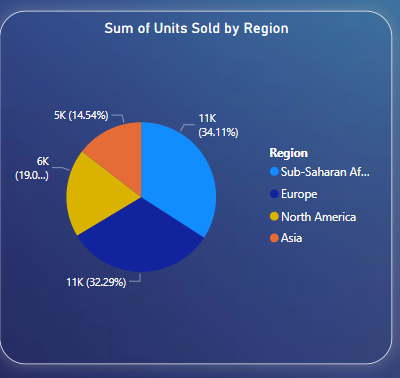 Sum of Units Sold by Region
5K (14.54%)
11K
(34.11%)
6K
(19.0...)
11K (32.29%)
Region
Sub-Saharan Af...
Europe
North America
Asia